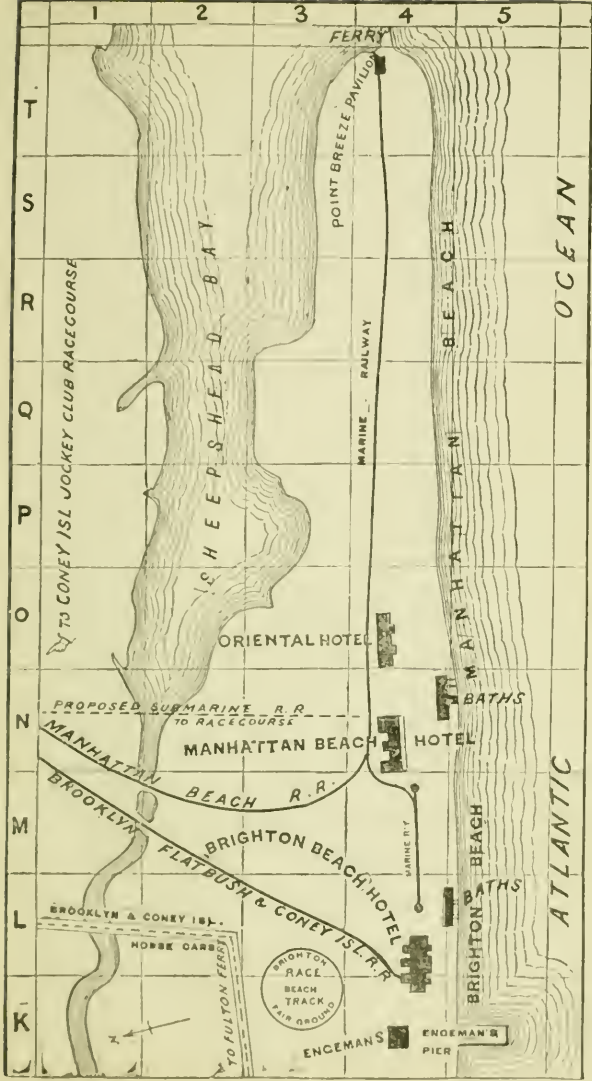 1 2 3 4 5
T
S
R
Q
P
O
N
M
L
K
FERRY
POINT BREEZE PAVILION
SHEEPSHEAD BAY
OCEAN
TO CONEY ISL JOCKEY CLUB RACECOURSE
MARINE RAILWAY
MANHATTAN BEACH
ORIENTAL HOTEL
BATHS
PROPOSED SUBMARINE R.R
TO RACECOURSE
MANHATTAN BEACH HOTEL
MANHATTAN BEACH R.R.
ATLANTIC
BROOKLYN FLATBUSH & CONEY ISL.R.R
BRIGHTON BEACH HOTEL
MARINE R'Y
BRIGHTON BEACH
BATHS
BROOKLYN & CONEY ISL.
HORSE CARS
TO FULTON FERRY
BRIGHTON
RACE
BEACH
TRACK
FAIR GROUND
N
ENGEMANS
ENGEMAN'S
PIER